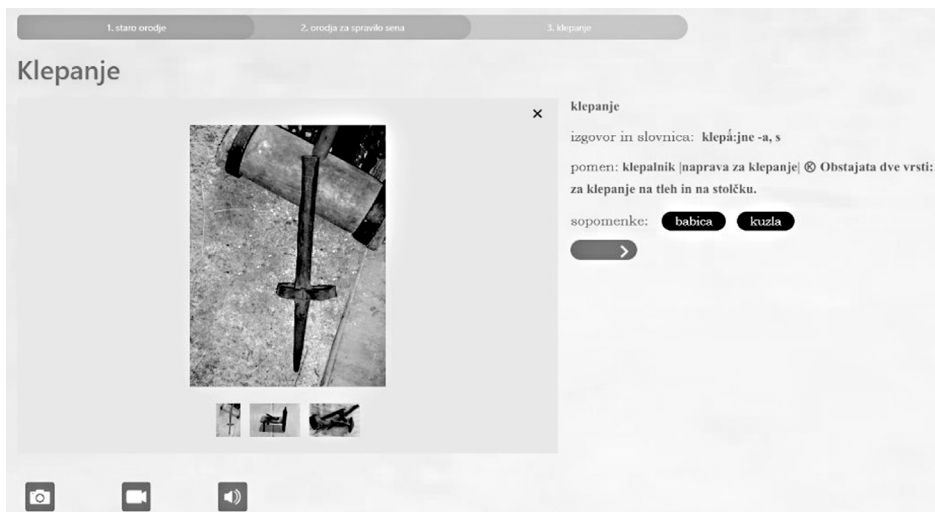 1. staro orodje
2. orodja za spravilo sena
3. klepanje
Klepanje
klepanje
izgovor in slovnica: klepȧ́:jne -a, s
pomen: klepalnik |naprava za klepanje| Ⓡ Obstajata dve vrsti:
za klepanje na tleh in na stolčku.
sopomenke: babica kuzla